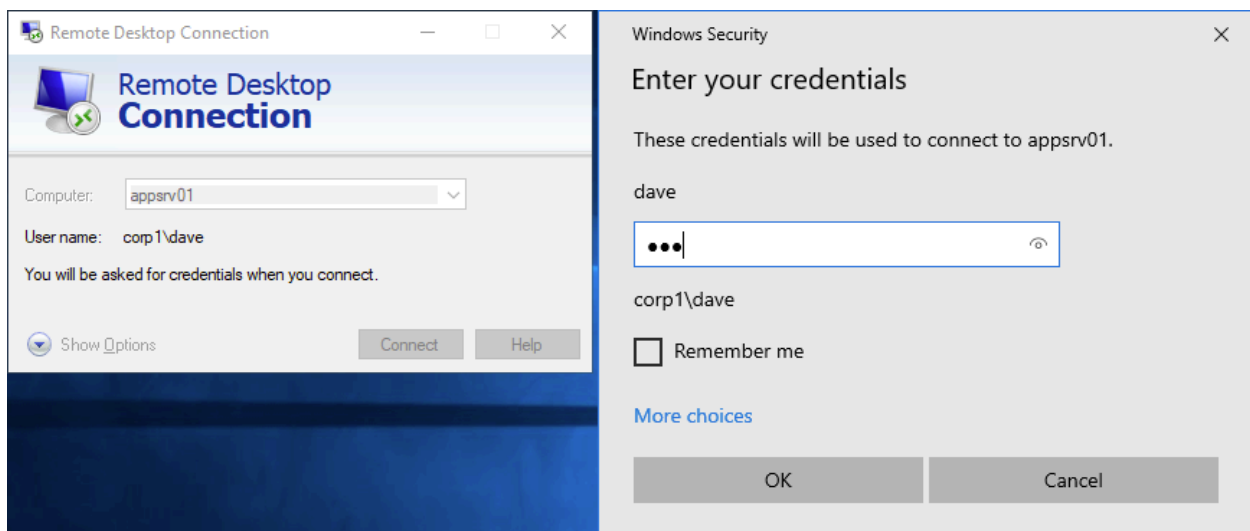 Remote Desktop Connection
Remote Desktop
Connection
Computer:
appsrv01
User name: corp1\dave
You will be asked for credentials when you connect.
Show Options
Connect
Help
Windows Security
Enter your credentials
These credentials will be used to connect to appsrv01.
dave
corp1\dave
Remember me
More choices
OK
Cancel